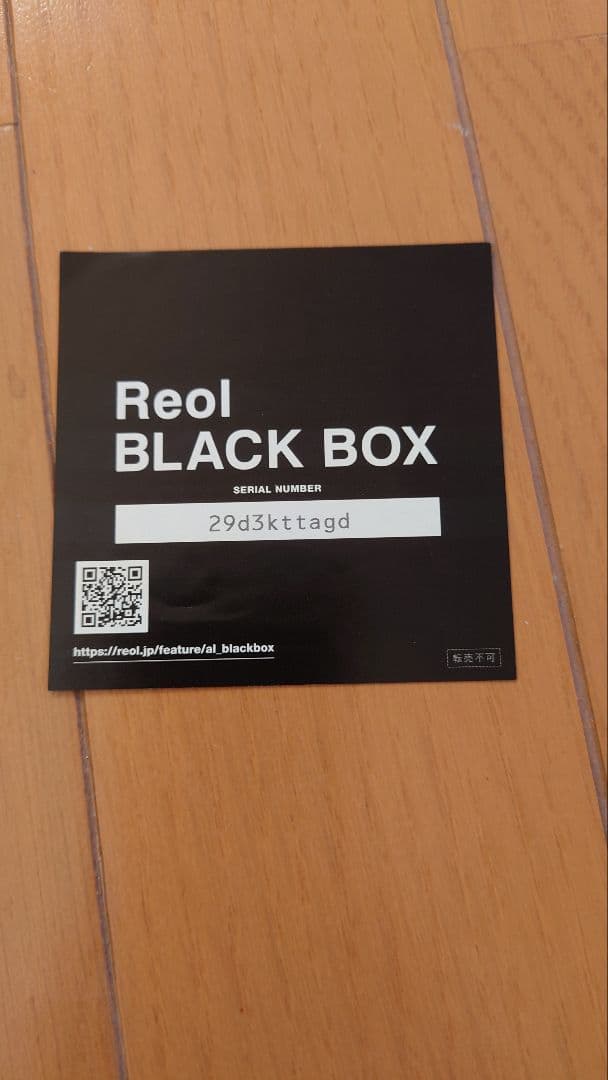 Reol
BLACK BOX
SERIAL NUMBER
29d3kttagd
https://reol.jp/feature/al_blackbox
転売不可